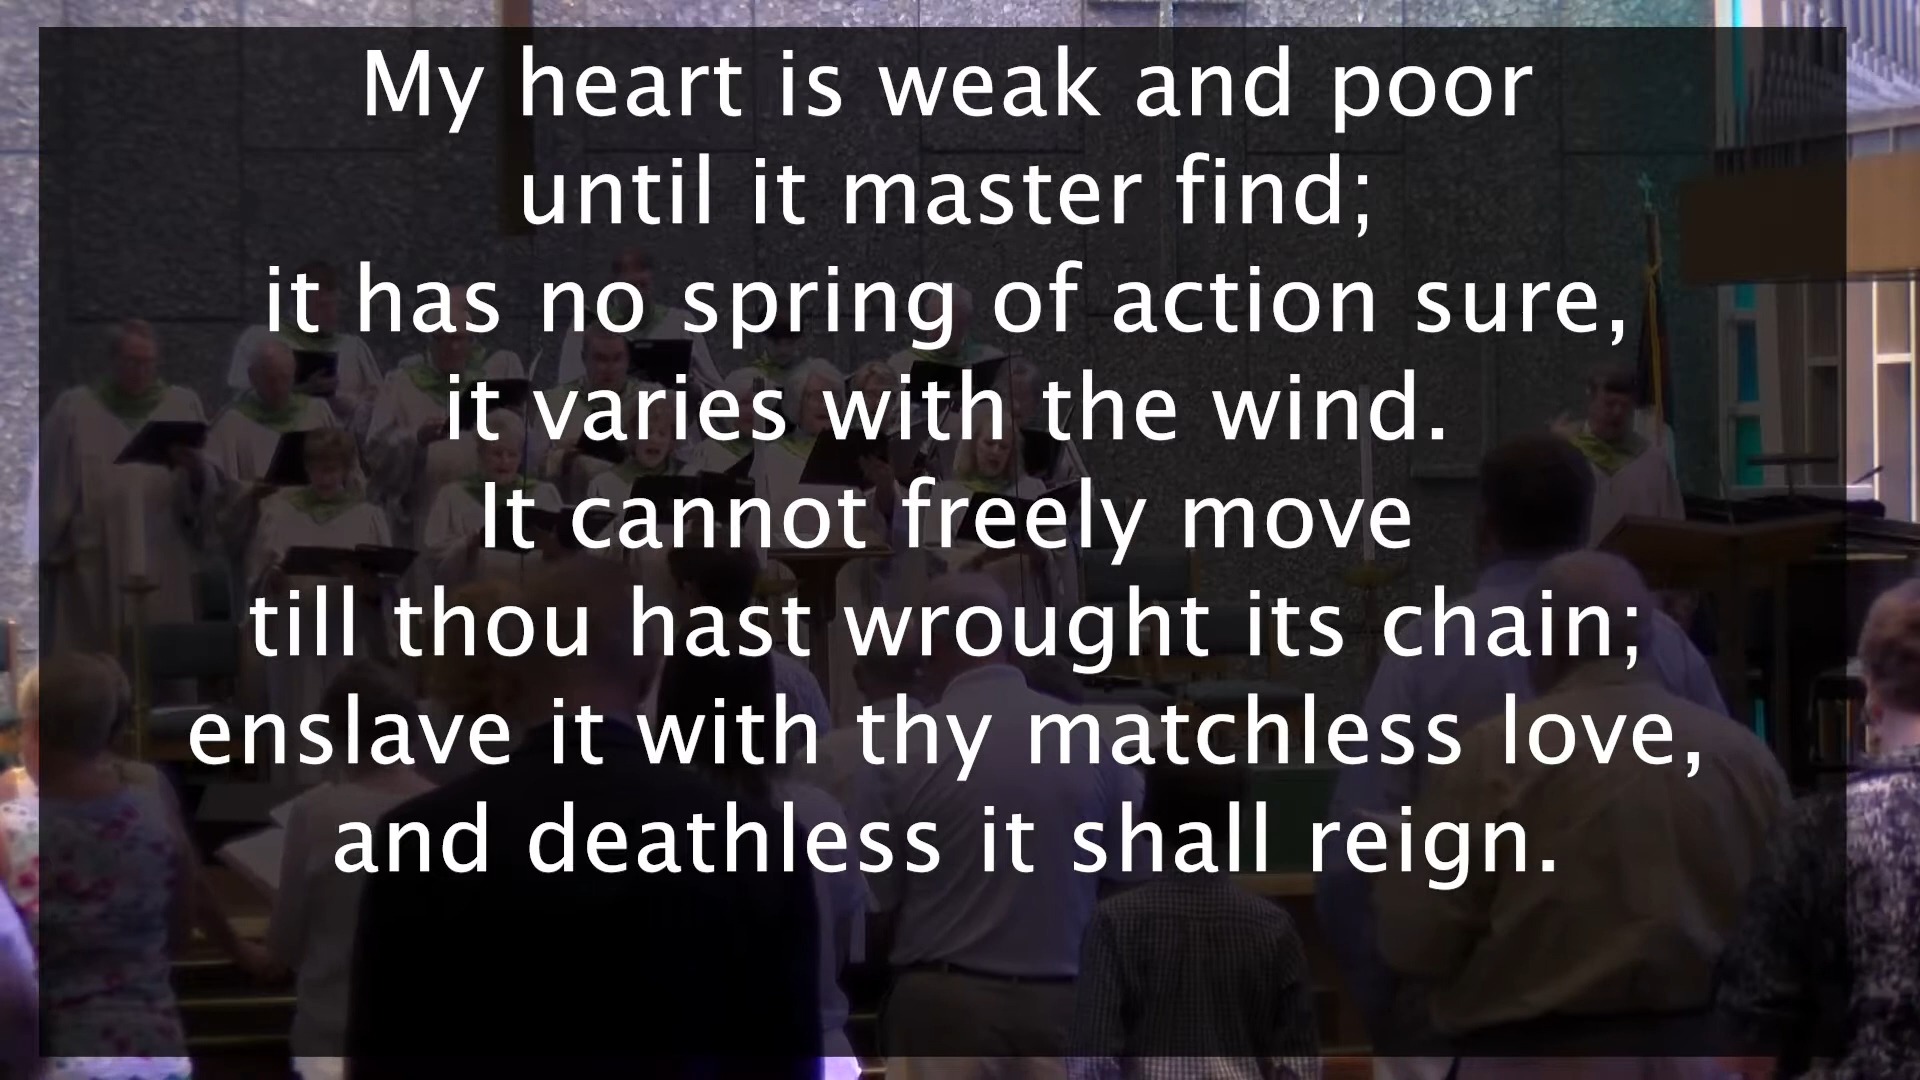 My heart is weak and poor
until it master find;
it has no spring of action sure,
it varies with the wind.
It cannot freely move
till thou hast wrought its chain;
enslave it with thy matchless love,
and deathless it shall reign.